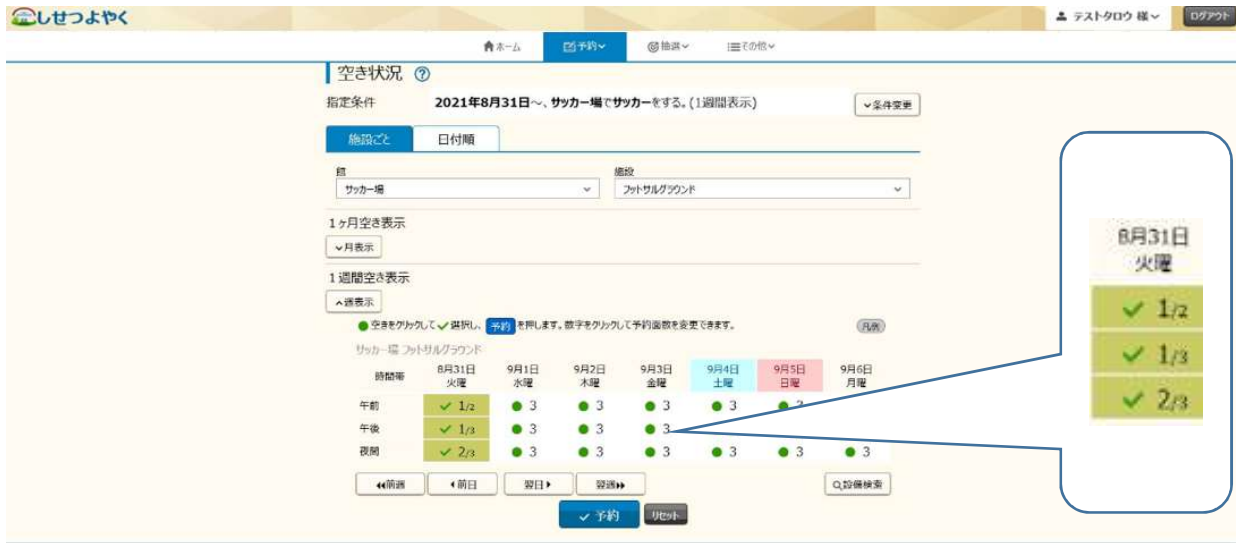 しせつよやく
テストタロウ 様
ログアウト
ホーム 予約 抽選 その他
空き状況 ?
指定条件 2021年8月31日～、サッカー場でサッカーをする。(1週間表示) 条件変更
施設ごと 日付順
館 施設
サッカー場 フットサルグラウンド
1ヶ月空き表示
月表示
1週間空き表示
週表示
空きをクリックして✓選択し、予約を押します。数字をクリックして予約面数を変更できます。 凡例
サッカー場 フットサルグラウンド
時間帯 8月31日 火曜 9月1日 水曜 9月2日 木曜 9月3日 金曜 9月4日 土曜 9月5日 日曜 9月6日 月曜
午前 ✓ 1/2 ● 3 ● 3 ● 3 ● 3 ● 3
午後 ✓ 1/3 ● 3 ● 3 ● 3
夜間 ✓ 2/3 ● 3 ● 3 ● 3 ● 3 ● 3 ● 3
前週 前日 翌日 翌週 設備検索
✓ 予約 リセット
8月31日
火曜
✓ 1/2
✓ 1/3
✓ 2/3